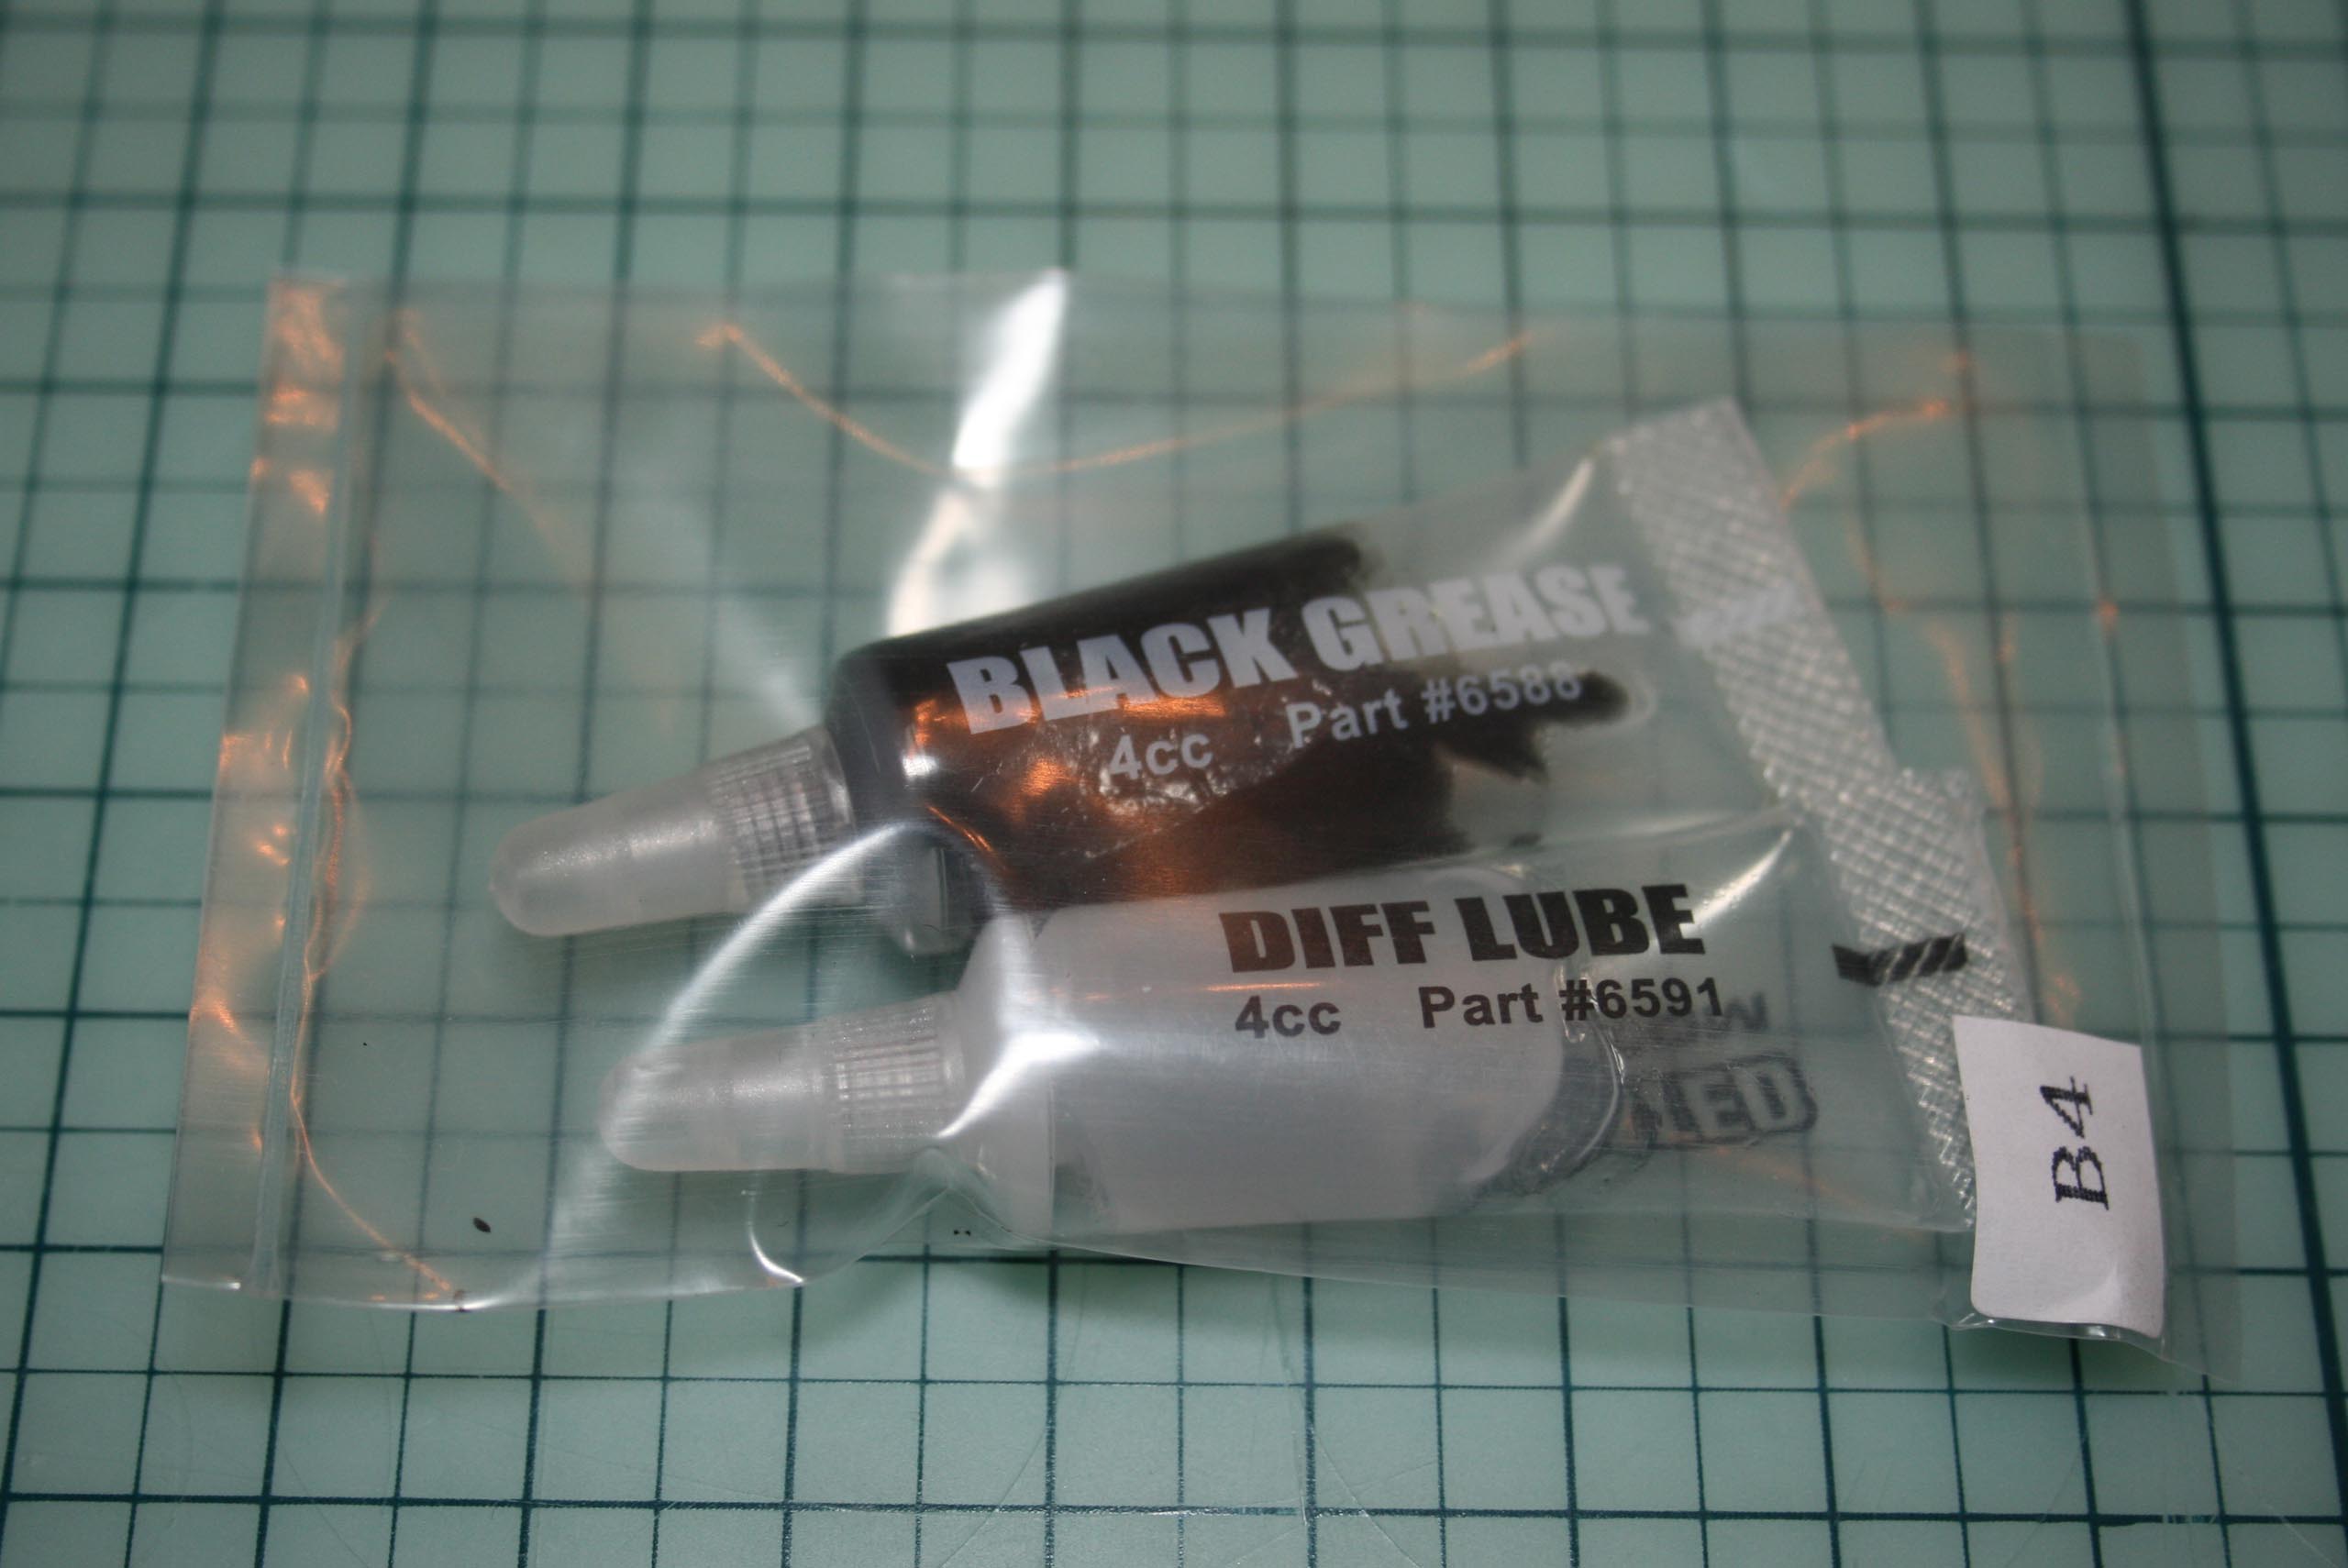 BLACK GREASE
4cc Part #6588
DIFF LUBE
4cc Part #6591
B4